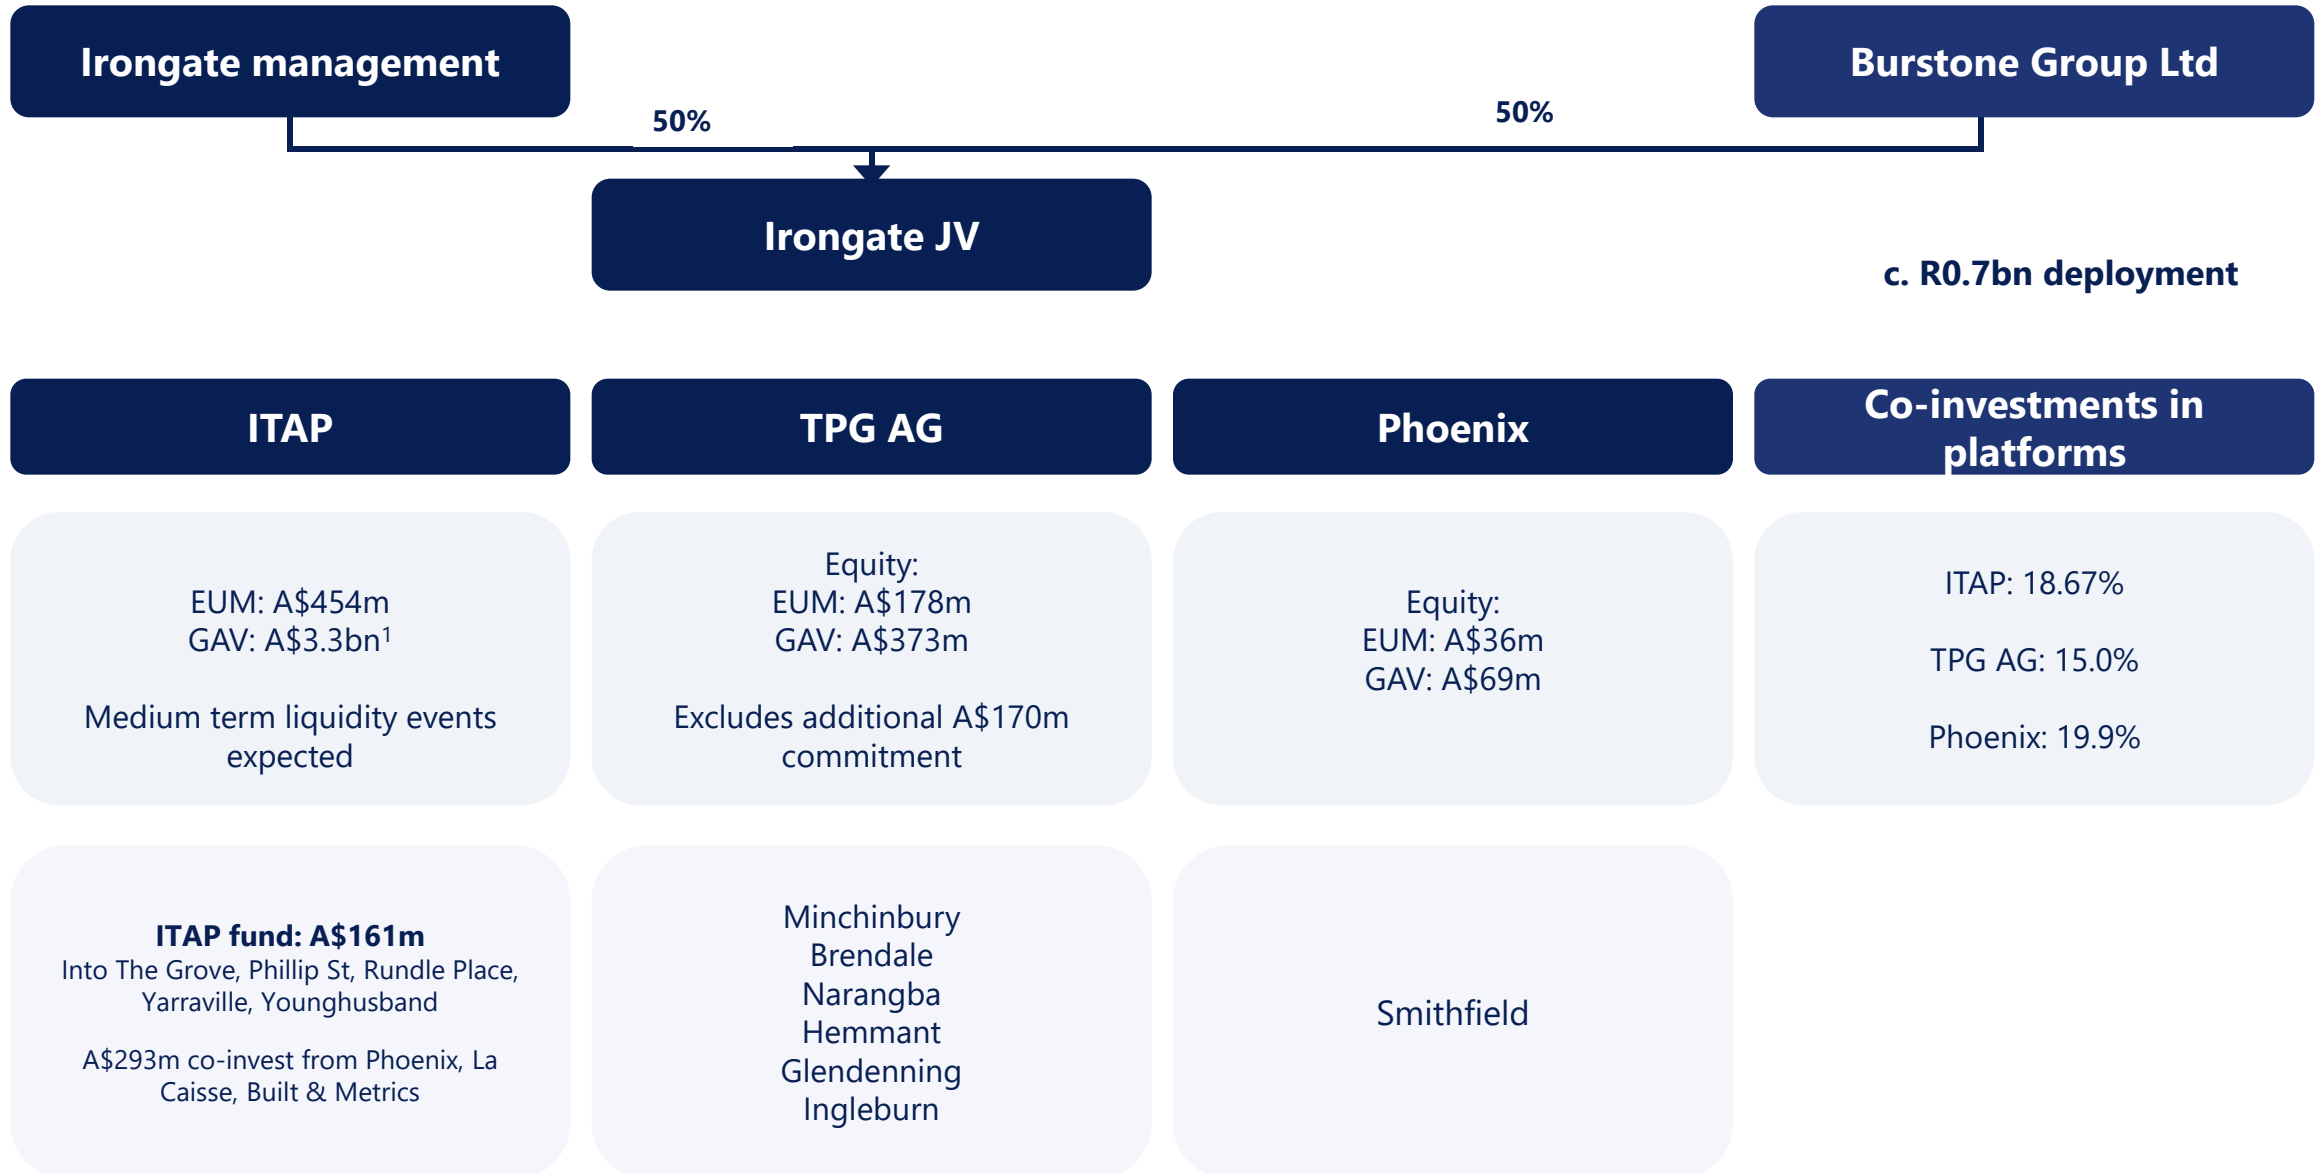 Irongate management
Burstone Group Ltd
50%
50%
Irongate JV
c. R0.7bn deployment
ITAP
TPG AG
Phoenix
Co-investments in
platforms
EUM: A$454m
GAV: A$3.3bn¹
Medium term liquidity events
expected
Equity:
EUM: A$178m
GAV: A$373m
Excludes additional A$170m
commitment
Equity:
EUM: A$36m
GAV: A$69m
ITAP: 18.67%
TPG AG: 15.0%
Phoenix: 19.9%
ITAP fund: A$161m
Into The Grove, Phillip St, Rundle Place,
Yarraville, Younghusband
A$293m co-invest from Phoenix, La
Caisse, Built & Metrics
Minchinbury
Brendale
Narangba
Hemmant
Glendenning
Ingleburn
Smithfield